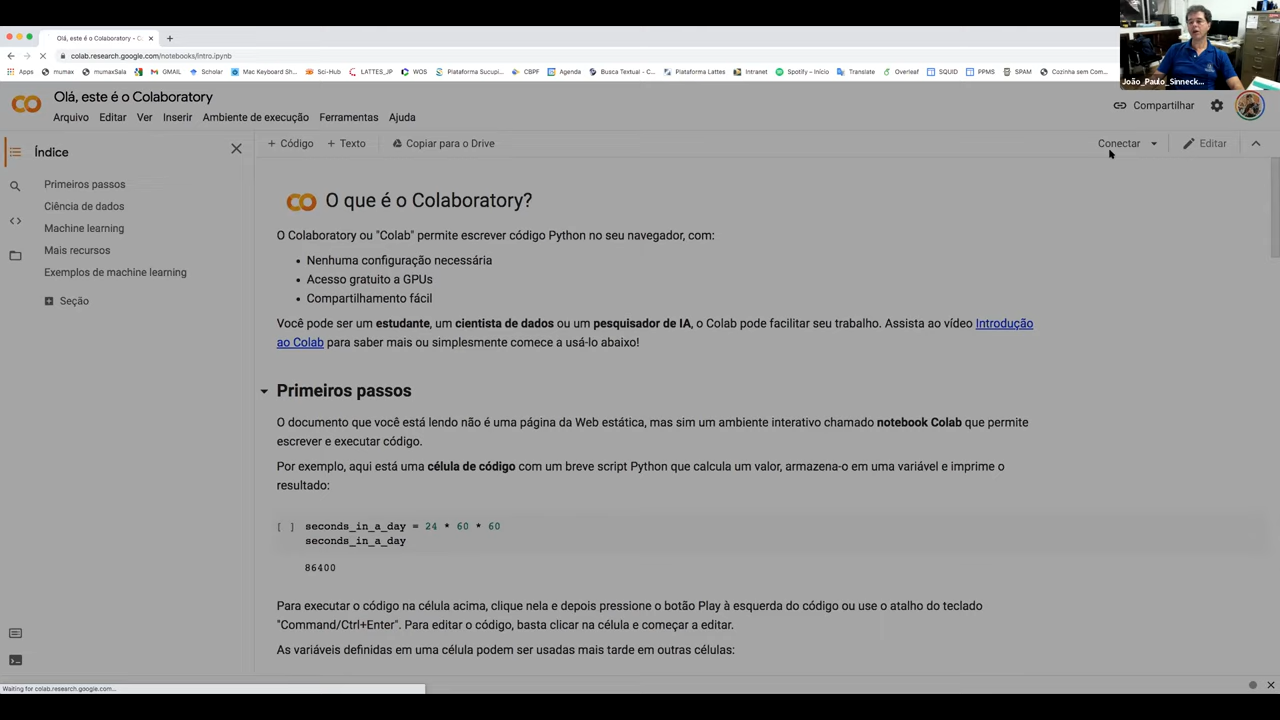 Olá, este é o Colaboratory - C
colab.research.google.com/notebooks/intro.ipynb
Apps mumax mumaxSala GMAIL Scholar Mac Keyboard Sh... Sci-Hub LATTES_JP WOS Plataforma Sucupi... CBPF Agenda Busca Textual - C... Plataforma Lattes Intranet Spotify – Início Translate Overleaf SQUID PPMS SPAM Cozinha sem Com...
João_Paulo_Sinneck...
Olá, este é o Colaboratory
Compartilhar
Arquivo Editar Ver Inserir Ambiente de execução Ferramentas Ajuda
Índice
+ Código + Texto Copiar para o Drive
Conectar Editar
Primeiros passos
Ciência de dados
Machine learning
Mais recursos
Exemplos de machine learning
Seção
O que é o Colaboratory?
O Colaboratory ou "Colab" permite escrever código Python no seu navegador, com:
• Nenhuma configuração necessária
• Acesso gratuito a GPUs
• Compartilhamento fácil
Você pode ser um estudante, um cientista de dados ou um pesquisador de IA, o Colab pode facilitar seu trabalho. Assista ao vídeo Introdução
ao Colab para saber mais ou simplesmente comece a usá-lo abaixo!
Primeiros passos
O documento que você está lendo não é uma página da Web estática, mas sim um ambiente interativo chamado notebook Colab que permite
escrever e executar código.
Por exemplo, aqui está uma célula de código com um breve script Python que calcula um valor, armazena-o em uma variável e imprime o
resultado:
[ ] seconds_in_a_day = 24 * 60 * 60
seconds_in_a_day
86400
Para executar o código na célula acima, clique nela e depois pressione o botão Play à esquerda do código ou use o atalho do teclado
"Command/Ctrl+Enter". Para editar o código, basta clicar na célula e começar a editar.
As variáveis definidas em uma célula podem ser usadas mais tarde em outras células:
Waiting for colab.research.google.com...